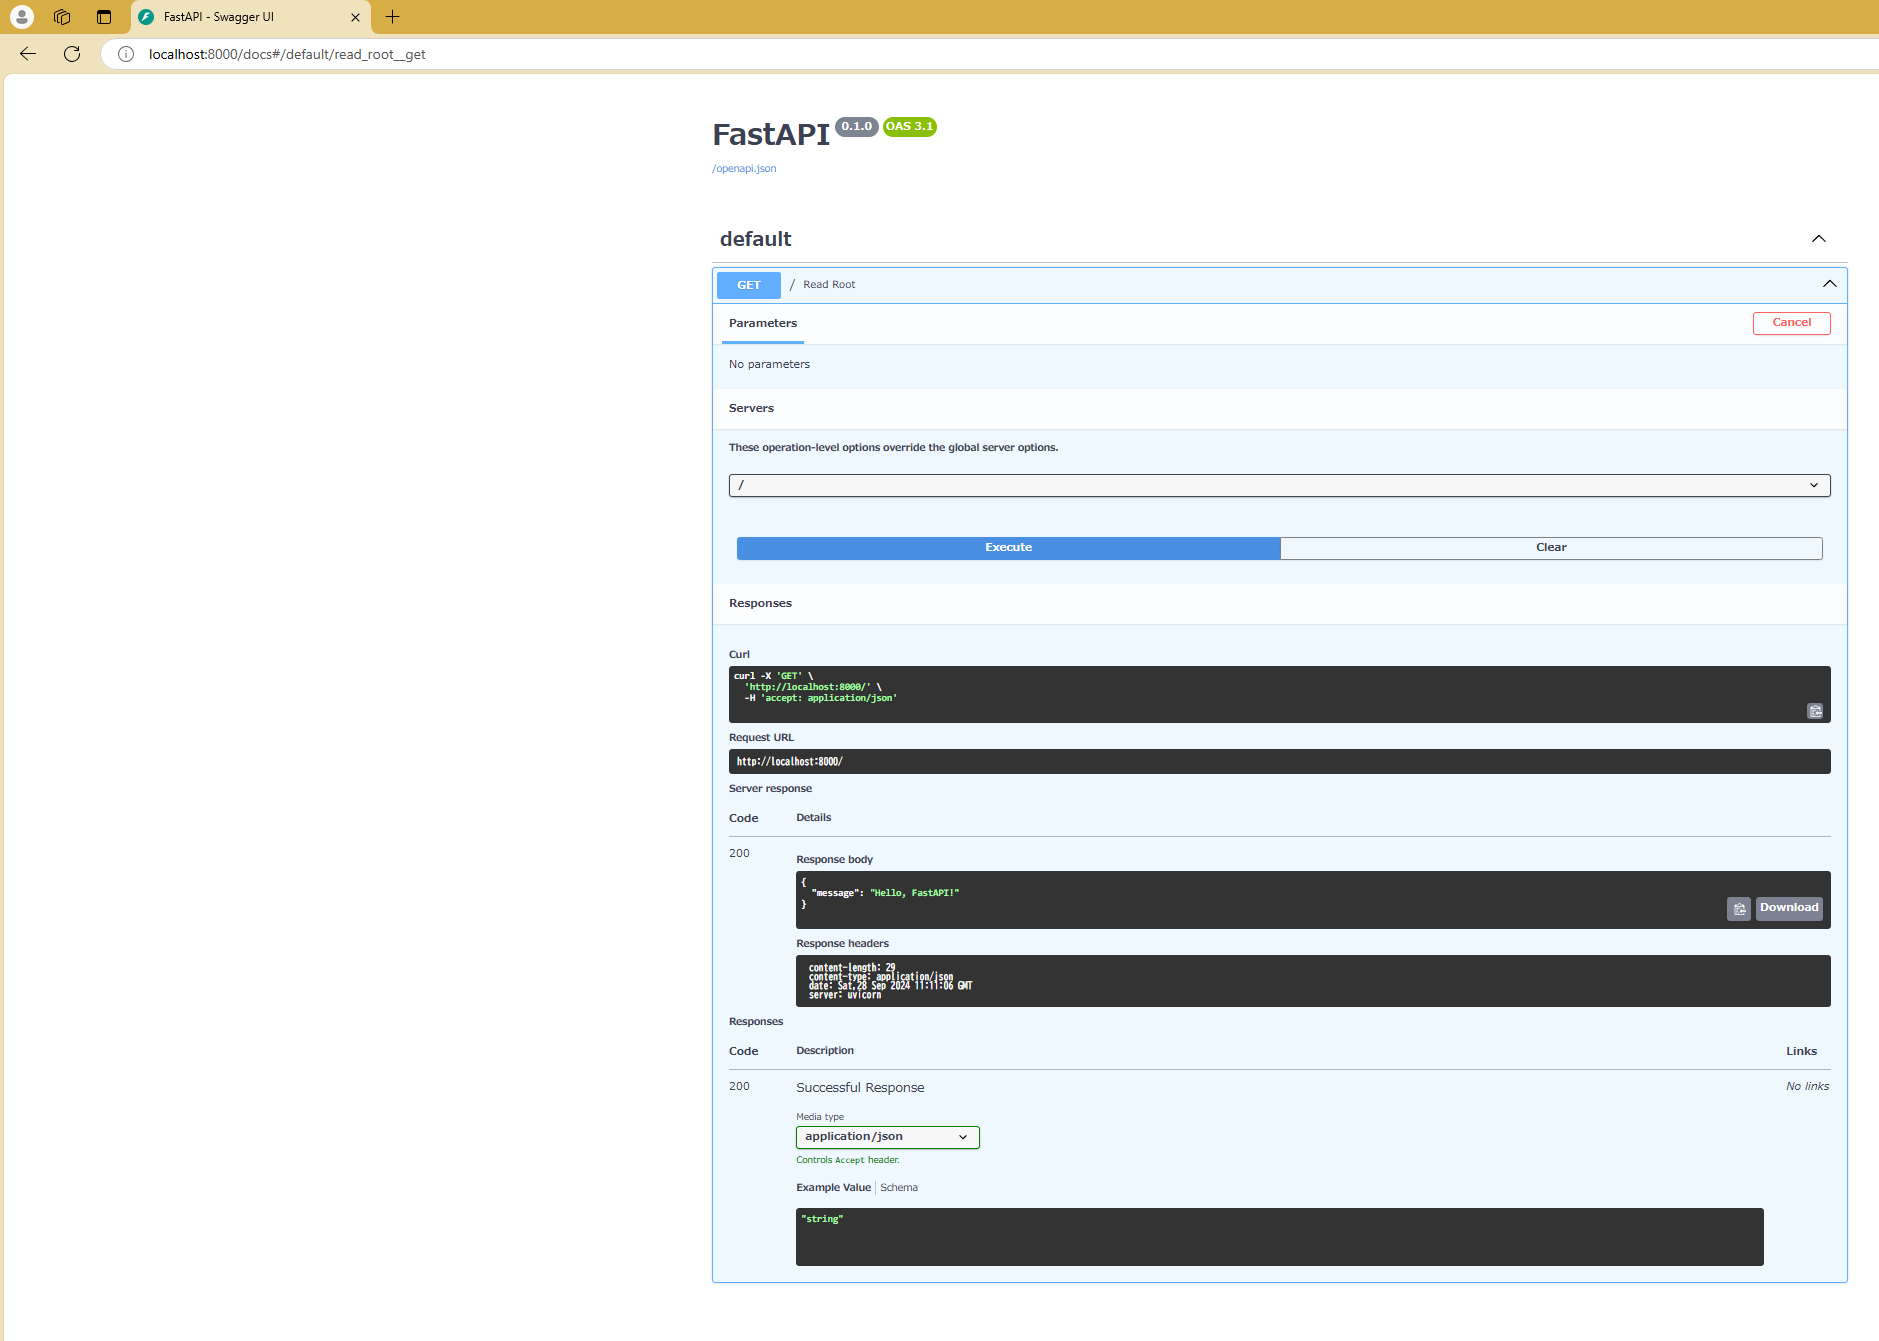 FastAPI - Swagger UI
localhost:8000/docs#/default/read_root__get
FastAPI 0.1.0 OAS 3.1
/openapi.json
default
GET / Read Root
Parameters Cancel
No parameters
Servers
These operation-level options override the global server options.
/
Execute Clear
Responses
Curl
curl -X 'GET' \
'http://localhost:8000/' \
-H 'accept: application/json'
Request URL
http://localhost:8000/
Server response
Code Details
200
Response body
{
"message": "Hello, FastAPI!"
}
Download
Response headers
content-length: 29
content-type: application/json
date: Sat,28 Sep 2024 11:11:06 GMT
server: uvicorn
Responses
Code Description Links
200 Successful Response No links
Media type
application/json
Controls Accept header.
Example Value Schema
"string"